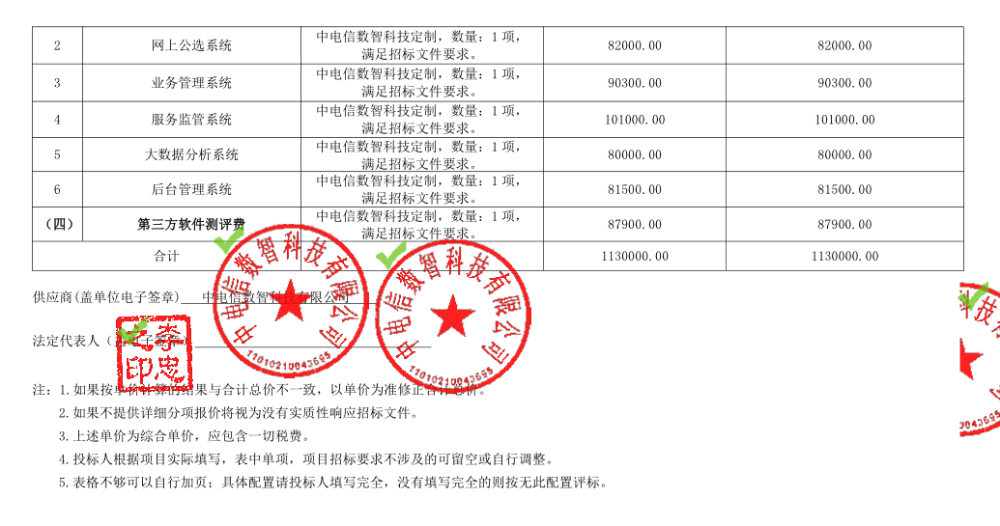 2 网上公选系统 中电信数智科技定制，数量：1 项， 82000.00 82000.00
满足招标文件要求。
3 业务管理系统 中电信数智科技定制，数量：1 项， 90300.00 90300.00
满足招标文件要求。
4 服务监管系统 中电信数智科技定制，数量：1 项， 101000.00 101000.00
满足招标文件要求。
5 大数据分析系统 中电信数智科技定制，数量：1 项， 80000.00 80000.00
满足招标文件要求。
6 后台管理系统 中电信数智科技定制，数量：1 项， 81500.00 81500.00
满足招标文件要求。
（四） 第三方软件测评费 中电信数智科技定制，数量：1 项， 87900.00 87900.00
满足招标文件要求。
合计 1130000.00 1130000.00
供应商(盖单位电子签章) 中电信数智科技有限公司
法定代表人（盖电子签章）
李忠之印
中电信数智科技有限公司
11010210043695
中电信数智科技有限公司
11010210043695
注：1.如果按单价计算的结果与合计总价不一致，以单价为准修正合计总价。
2.如果不提供详细分项报价将视为没有实质性响应招标文件。
3.上述单价为综合单价，应包含一切税费。
4.投标人根据项目实际填写，表中单项，项目招标要求不涉及的可留空或自行调整。
5.表格不够可以自行加页；具体配置请投标人填写完全，没有填写完全的则按无此配置评标。